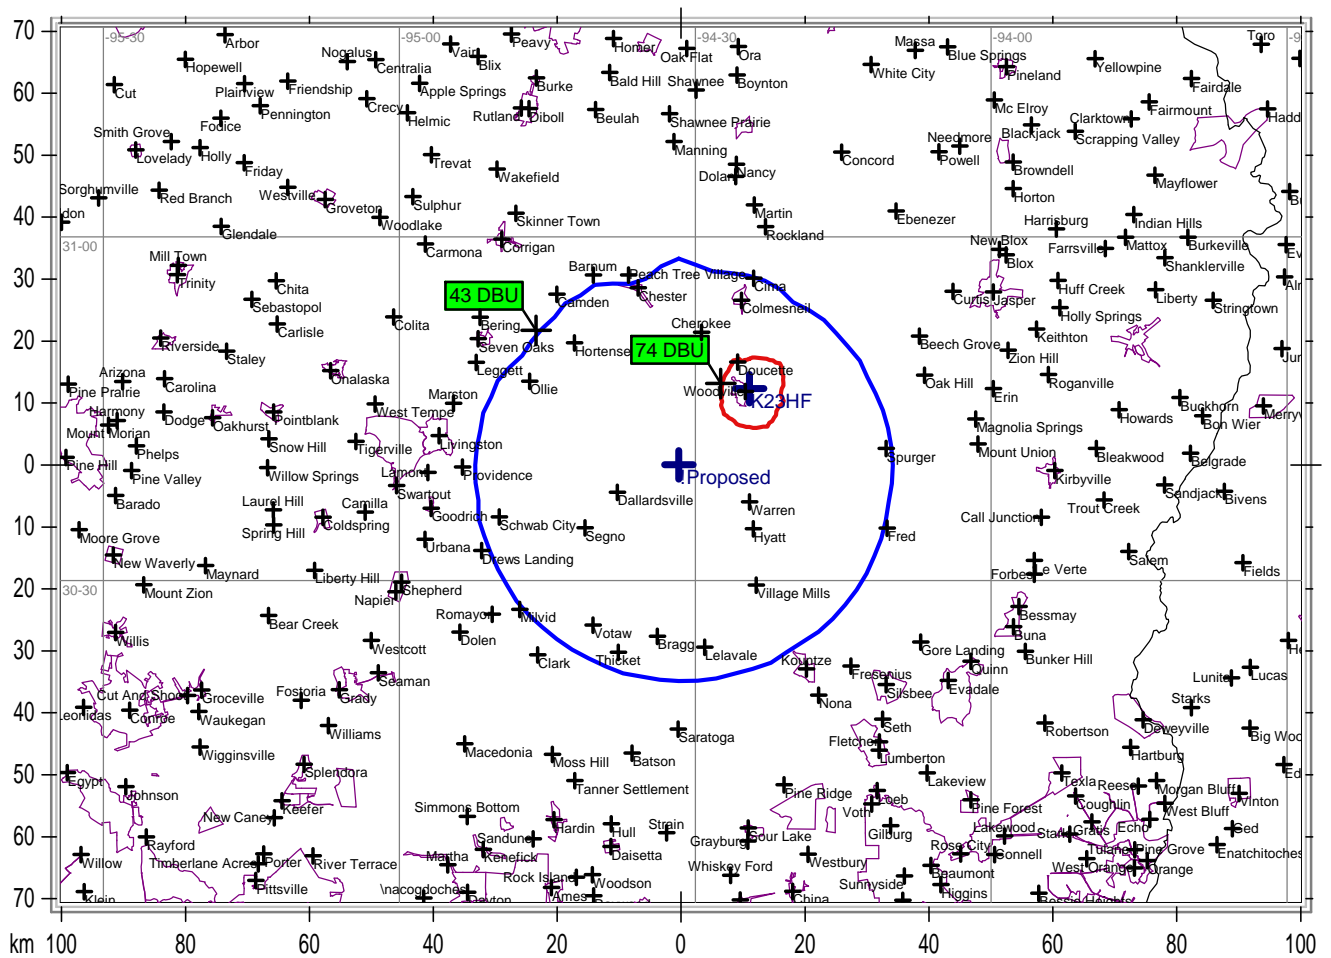 70
60
50
40
30
20
10
0
10
20
30
40
50
60
70
km 100 80 60 40 20 0 20 40 60 80 100
-95-30 -95-00 -94-30 -94-00
31-00
30-30
Arbor
Vair
Peavy
Homer
Oak Flat
Ora
Massa
Blue Springs
Toro
Hopewell
Nogalus
Centralia
Blix
Bald Hill
Shawnee
Boynton
White City
Pineland
Yellowpine
Fairdale
Cut
Plainview
Friendship
Apple Springs
Burke
Pennington
Crecy
Helmic
Rutland
Diboll
Beulah
Shawnee Prairie
Mc Elroy
Fairmount
Clarktown
Blackjack
Scrapping Valley
Fodice
Smith Grove
Lovelady
Holly
Friday
Trevat
Wakefield
Manning
Nancy
Concord
Needmore
Powell
Browndell
Mayflower
Sorghumville
Red Branch
Westville
Groveton
Sulphur
Skinner Town
Martin
Ebenezer
Horton
Glendale
Woodlake
Carmona
Corrigan
Rockland
Harrisburg
Indian Hills
New Blox
Blox
Farrsville
Mattox
Burkeville
Shanklerville
Mill Town
Trinity
Chita
Sebastopol
Barnum
Peach Tree Village
Cima
Chester
Camden
Colmesneil
Curtis
Jasper
Huff Creek
Liberty
Stringtown
Holly Springs
43 DBU
Carlisle
Colita
Bering
Seven Oaks
Hortense
Cherokee
74 DBU
Beech Grove
Keithton
Zion Hill
Riverside
Staley
Onalaska
Leggett
Ollie
Doucette
Woodville
K23HF
Oak Hill
Erin
Roganville
Arizona
Pine Prairie
Carolina
Marston
West Tempe
Harmony
Mount Morian
Dodge
Oakhurst
Pointblank
Buckhorn
Bon Wier
Howards
Magnolia Springs
Snow Hill
Tigerville
Livingston
Phelps
Pine Hill
Pine Valley
Willow Springs
Lamont
Providence
Spurger
Mount Union
Bleakwood
Belgrade
.Proposed
Swartout
Kirbyville
Sandjack
Bivens
Barado
Laurel Hill
Camilla
Goodrich
Dallardsville
Warren
Trout Creek
Spring Hill
Coldspring
Schwab City
Segno
Hyatt
Fred
Call Junction
Moore Grove
Urbana
Drews Landing
New Waverly
Maynard
Liberty Hill
Le Verte
Forbes
Salem
Fields
Mount Zion
Napier
Shepherd
Village Mills
Bear Creek
Romayor
Milvid
Bessmay
Buna
Willis
Westcott
Dolen
Votaw
Bragg
Lelavale
Gore Landing
Bunker Hill
Clark
Thicket
Kountze
Fresenius
Quinn
Seaman
Silsbee
Evadale
Lunita
Lucas
Cut And Shoot
Groceville
Fostoria
Grady
Nona
Starks
Conroe
Waukegan
Williams
Saratoga
Seth
Robertson
Deweyville
Wigginsville
Macedonia
Moss Hill
Batson
Fletcher
Lumberton
Hartburg
Egypt
Johnson
Splendora
Tanner Settlement
Pine Ridge
Lakeview
Texla
Reese
Morgan Bluff
Vinton
Keefer
New Caney
Simmons Bottom
Loeb
Voth
Pine Forest
Coughlin
West Bluff
Hardin
Hull
Strain
Sour Lake
Grayburg
Gilburg
Lakewood
Gratis
Echo
Ged
Rayford
Sandune
Kenefick
Daisetta
Westbury
Rose City
Connell
Pine Grove
Enatchitoches
Willow
Timberlane Acres
Porter
River Terrace
Martha
Rock Island
Woodson
Whiskey Ford
Beaumont
West Orange
Orange
Pittsville
Ames
China
Sunnyside
Higgins
Klein